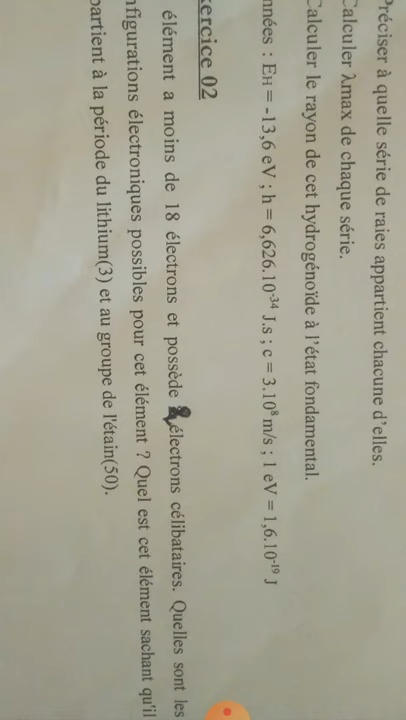 Préciser à quelle série de raies appartient chacune d'elles.
Calculer λmax de chaque série.
Calculer le rayon de cet hydrogénoïde à l'état fondamental.
nnées : EH = -13,6 eV ; h = 6,626.10⁻³⁴ J.s ; c = 3.10⁸ m/s ; 1 eV = 1,6.10⁻¹⁹ J
xercice 02
élément a moins de 18 électrons et possède 2 électrons célibataires. Quelles sont les
nfigurations électroniques possibles pour cet élément ? Quel est cet élément sachant qu'il
partient à la période du lithium(3) et au groupe de l'étain(50).